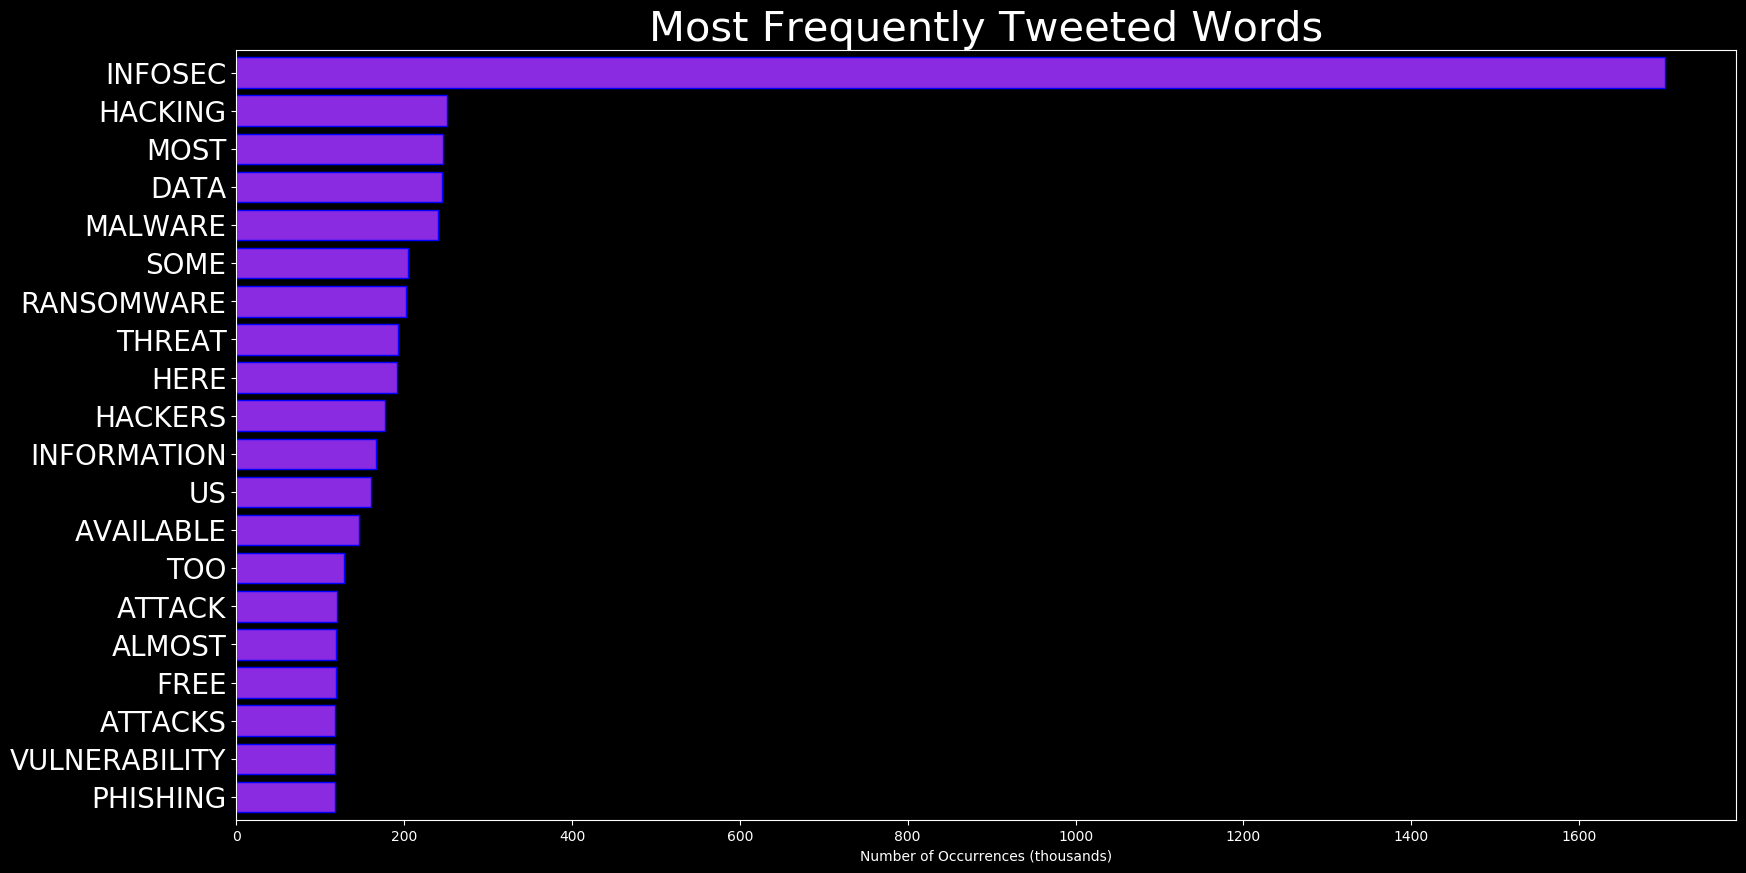 Most Frequently Tweeted Words
INFOSEC
HACKING
MOST
DATA
MALWARE
SOME
RANSOMWARE
THREAT
HERE
HACKERS
INFORMATION
US
AVAILABLE
TOO
ATTACK
ALMOST
FREE
ATTACKS
VULNERABILITY
PHISHING
0 200 400 600 800 1000 1200 1400 1600
Number of Occurrences (thousands)